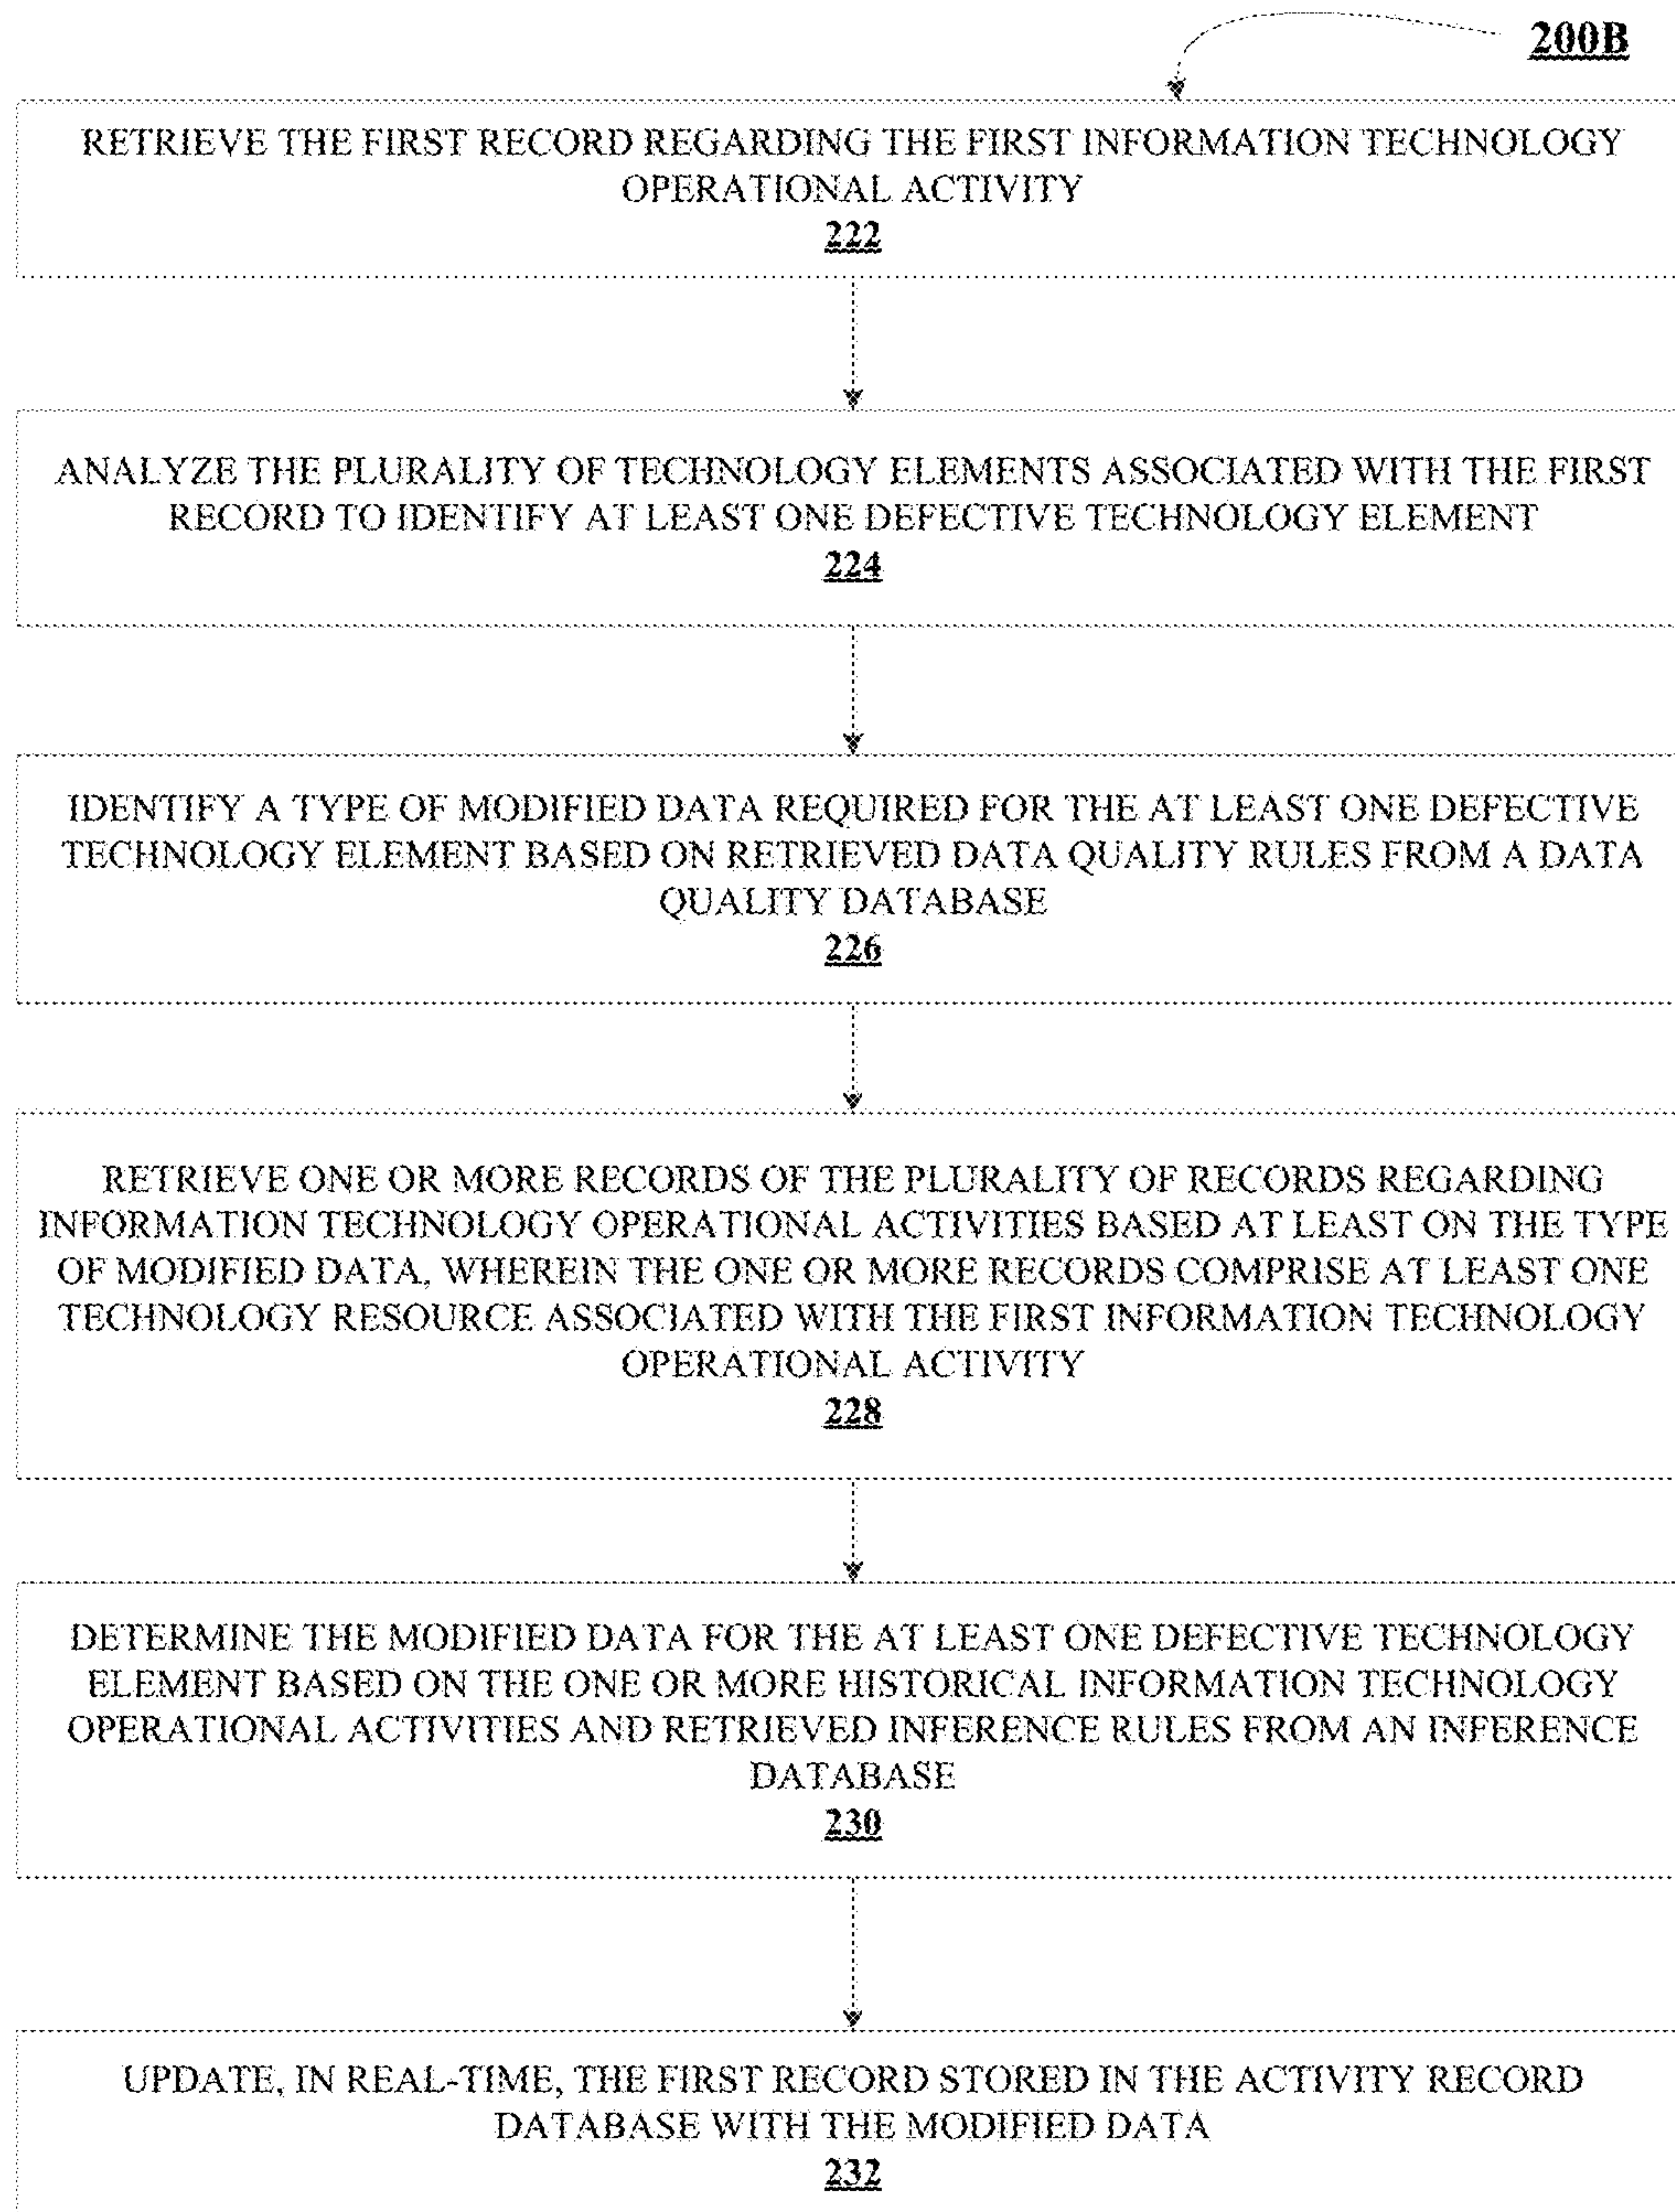 200B
RETRIEVE THE FIRST RECORD REGARDING THE FIRST INFORMATION TECHNOLOGY
OPERATIONAL ACTIVITY
222
ANALYZE THE PLURALITY OF TECHNOLOGY ELEMENTS ASSOCIATED WITH THE FIRST
RECORD TO IDENTIFY AT LEAST ONE DEFECTIVE TECHNOLOGY ELEMENT
224
IDENTIFY A TYPE OF MODIFIED DATA REQUIRED FOR THE AT LEAST ONE DEFECTIVE
TECHNOLOGY ELEMENT BASED ON RETRIEVED DATA QUALITY RULES FROM A DATA
QUALITY DATABASE
226
RETRIEVE ONE OR MORE RECORDS OF THE PLURALITY OF RECORDS REGARDING
INFORMATION TECHNOLOGY OPERATIONAL ACTIVITIES BASED AT LEAST ON THE TYPE
OF MODIFIED DATA, WHEREIN THE ONE OR MORE RECORDS COMPRISE AT LEAST ONE
TECHNOLOGY RESOURCE ASSOCIATED WITH THE FIRST INFORMATION TECHNOLOGY
OPERATIONAL ACTIVITY
228
DETERMINE THE MODIFIED DATA FOR THE AT LEAST ONE DEFECTIVE TECHNOLOGY
ELEMENT BASED ON THE ONE OR MORE HISTORICAL INFORMATION TECHNOLOGY
OPERATIONAL ACTIVITIES AND RETRIEVED INFERENCE RULES FROM AN INFERENCE
DATABASE
230
UPDATE, IN REAL-TIME, THE FIRST RECORD STORED IN THE ACTIVITY RECORD
DATABASE WITH THE MODIFIED DATA
232